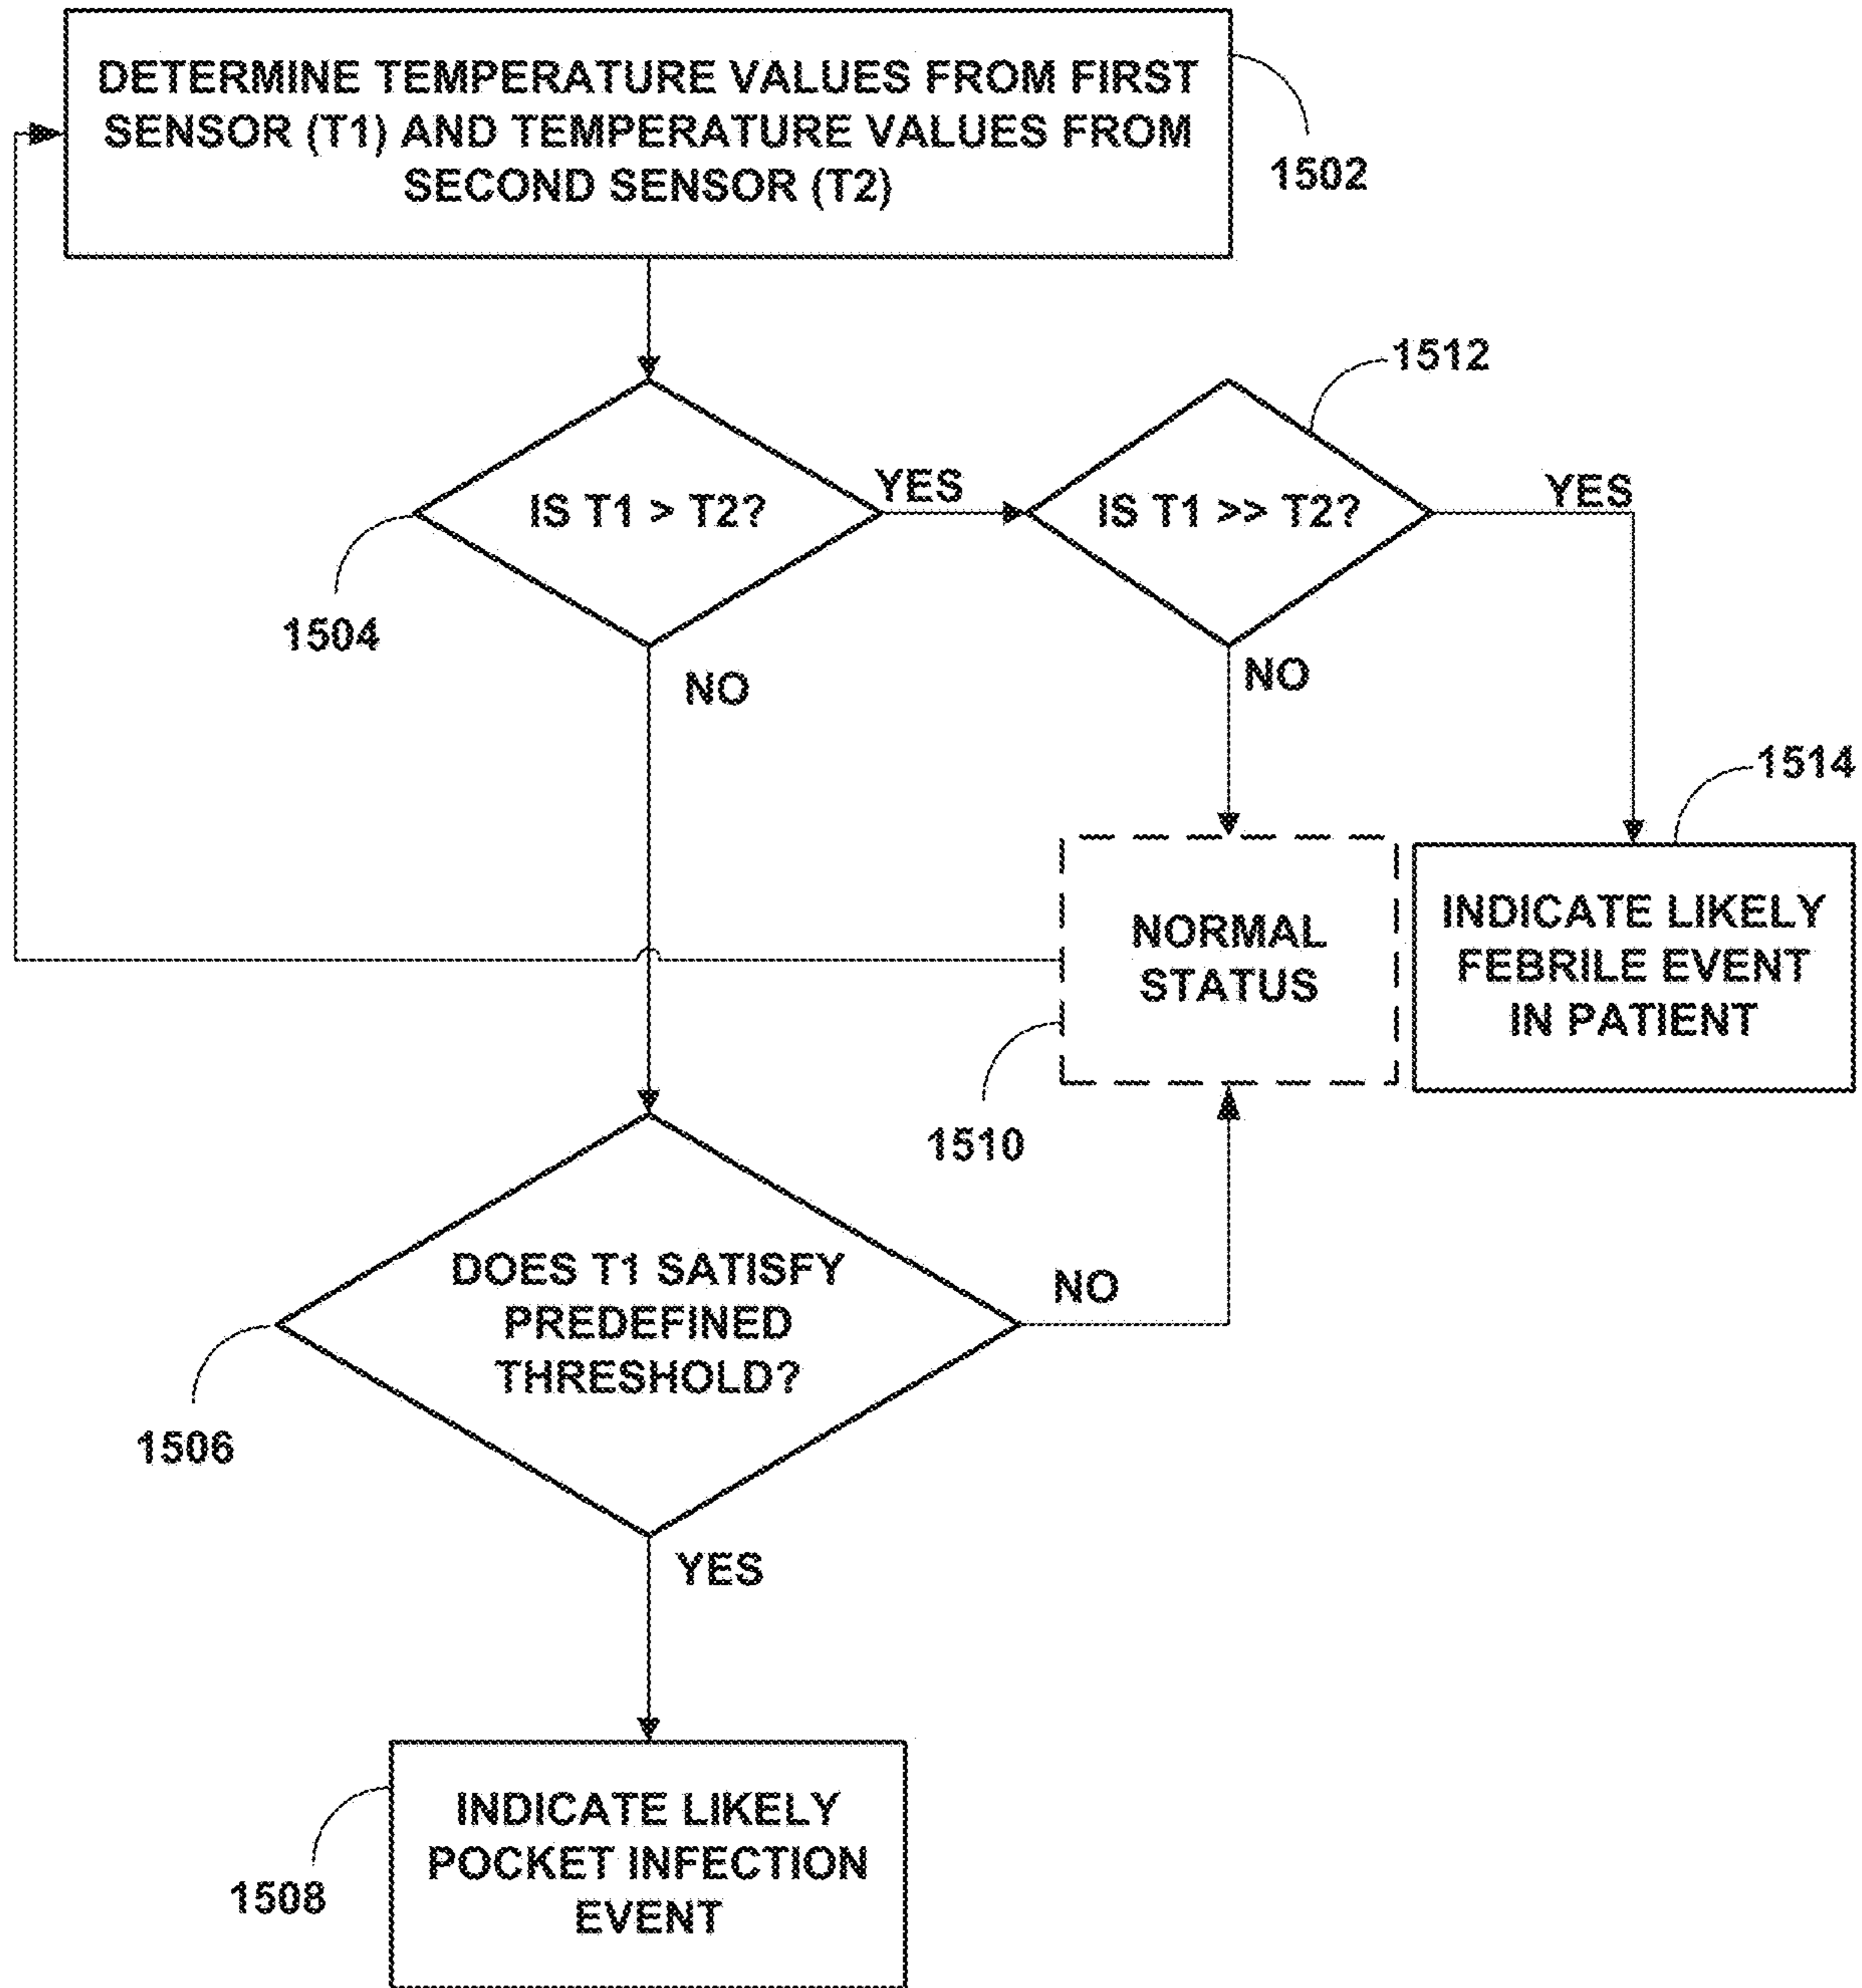 DETERMINE TEMPERATURE VALUES FROM FIRST
SENSOR (T1) AND TEMPERATURE VALUES FROM
SECOND SENSOR (T2)
1502
1512
IS T1 > T2?
YES
IS T1 >> T2?
YES
1504
NO
NO
1514
NORMAL
STATUS
INDICATE LIKELY
FEBRILE EVENT
IN PATIENT
1510
DOES T1 SATISFY
PREDEFINED
THRESHOLD?
NO
1506
YES
INDICATE LIKELY
POCKET INFECTION
EVENT
1508